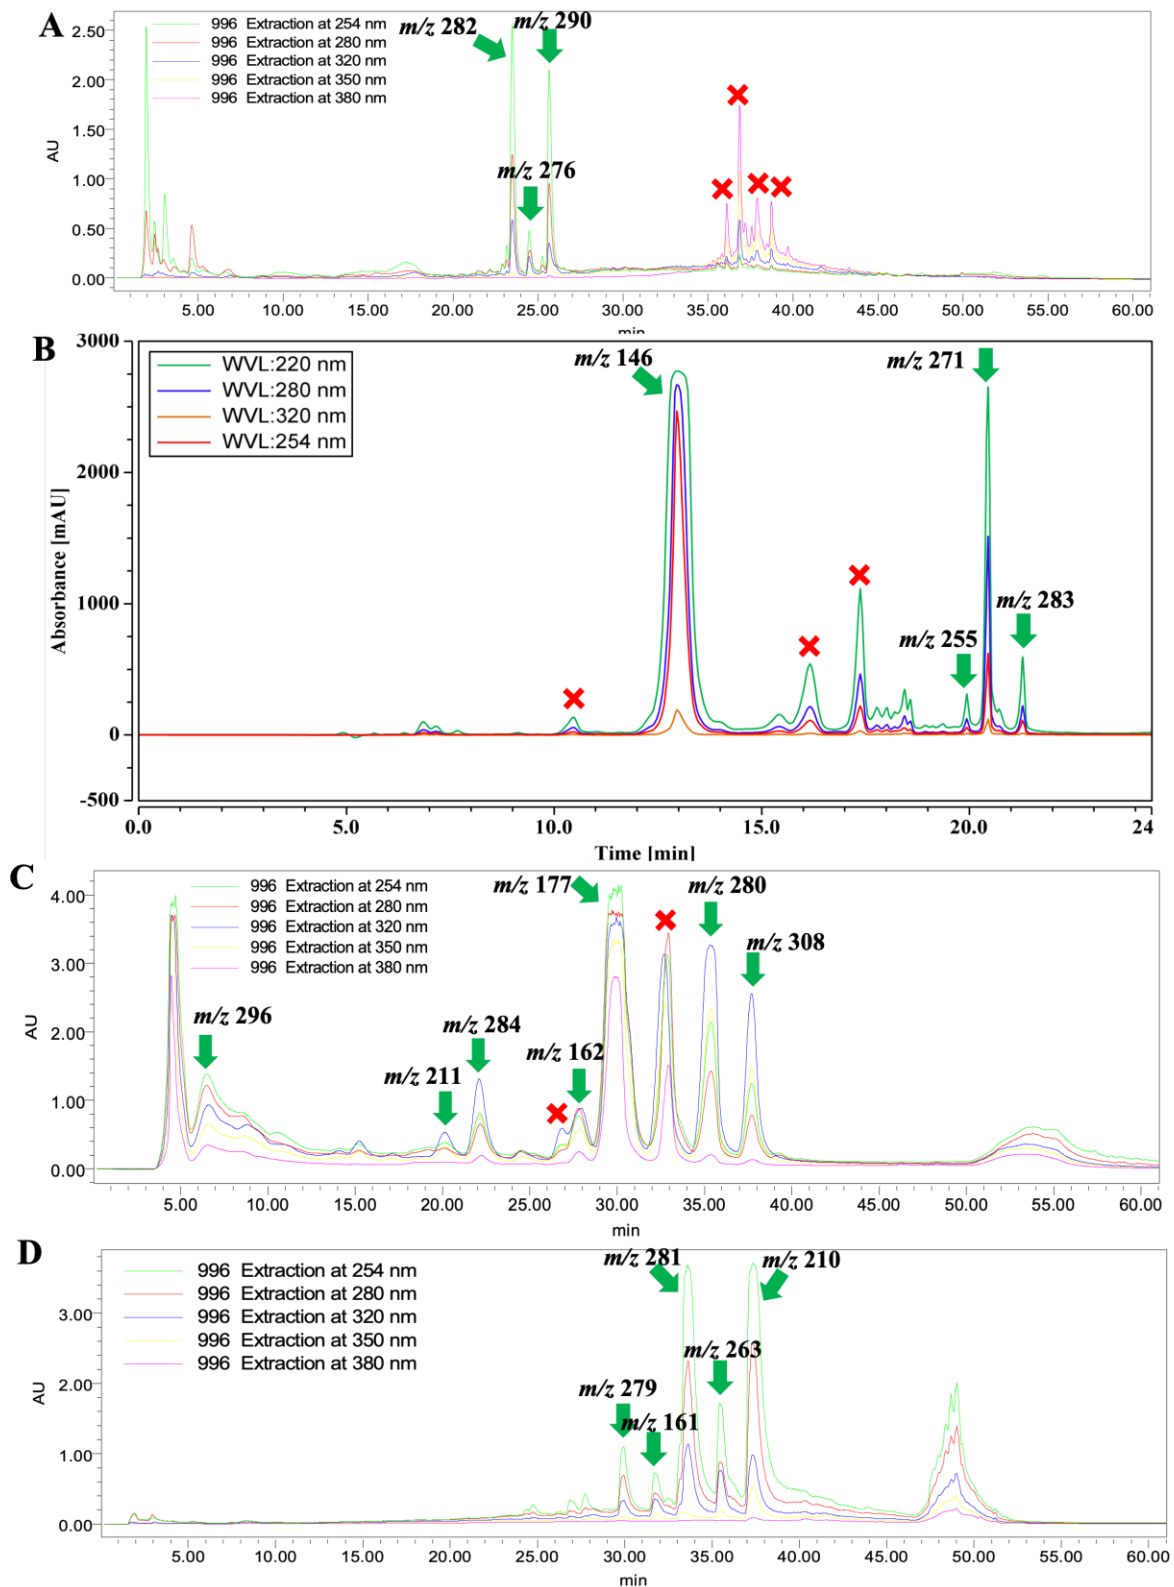 A
996 Extraction at 254 nm
996 Extraction at 280 nm
996 Extraction at 320 nm
996 Extraction at 350 nm
996 Extraction at 380 nm
m/z 282
m/z 290
m/z 276
AU
2.50
2.00
1.50
1.00
0.50
0.00
5.00 10.00 15.00 20.00 25.00 30.00 35.00 40.00 45.00 50.00 55.00 60.00
min
B
WVL:220 nm
WVL:280 nm
WVL:320 nm
WVL:254 nm
m/z 146
m/z 271
m/z 255
m/z 283
Absorbance [mAU]
3000
2000
1000
0
-500
0.0 5.0 10.0 15.0 20.0 24
Time [min]
C
996 Extraction at 254 nm
996 Extraction at 280 nm
996 Extraction at 320 nm
996 Extraction at 350 nm
996 Extraction at 380 nm
m/z 177
m/z 280
m/z 308
m/z 296
m/z 284
m/z 162
m/z 211
AU
4.00
3.00
2.00
1.00
0.00
5.00 10.00 15.00 20.00 25.00 30.00 35.00 40.00 45.00 50.00 55.00 60.00
min
D
996 Extraction at 254 nm
996 Extraction at 280 nm
996 Extraction at 320 nm
996 Extraction at 350 nm
996 Extraction at 380 nm
m/z 281
m/z 210
m/z 263
m/z 279
m/z 161
AU
3.00
2.00
1.00
0.00
5.00 10.00 15.00 20.00 25.00 30.00 35.00 40.00 45.00 50.00 55.00 60.00
min